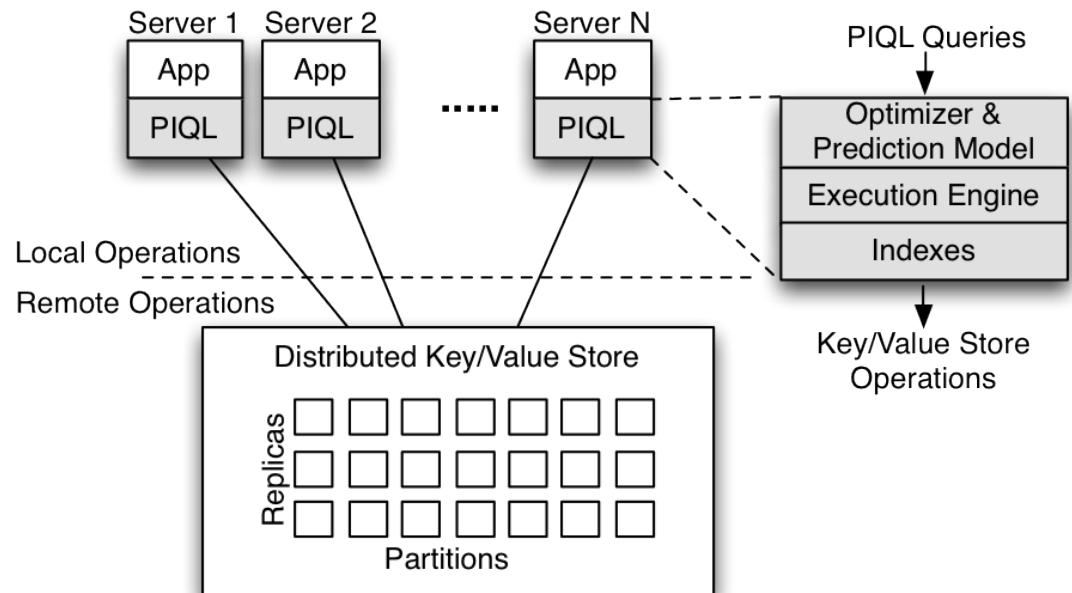 Server 1
Server 2
Server N
App
App
App
PIQL
PIQL
.....
PIQL
PIQL Queries
Optimizer &
Prediction Model
Execution Engine
Indexes
Key/Value Store
Operations
Local Operations
Remote Operations
Distributed Key/Value Store
Replicas
Partitions